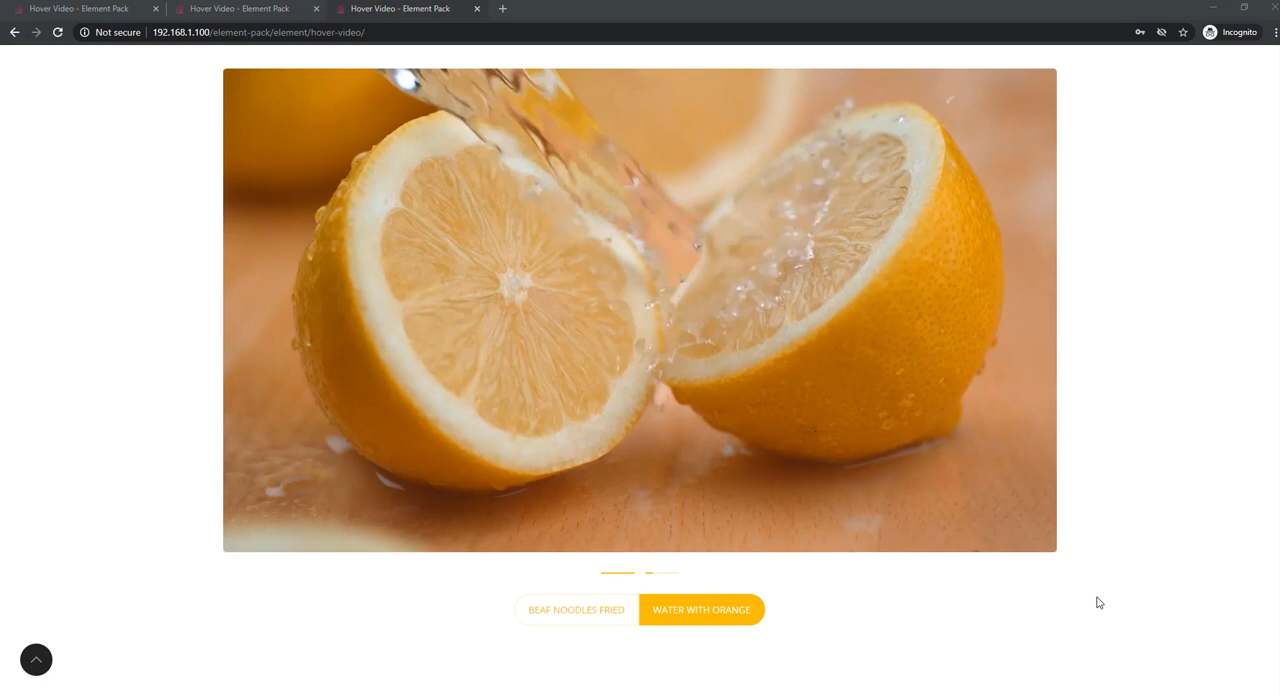 Hover Video - Element Pack
Hover Video - Element Pack
Hover Video - Element Pack
Not secure
192.168.1.100/element-pack/element/hover-video/
Incognito
BEAF NOODLES FRIED
WATER WITH ORANGE